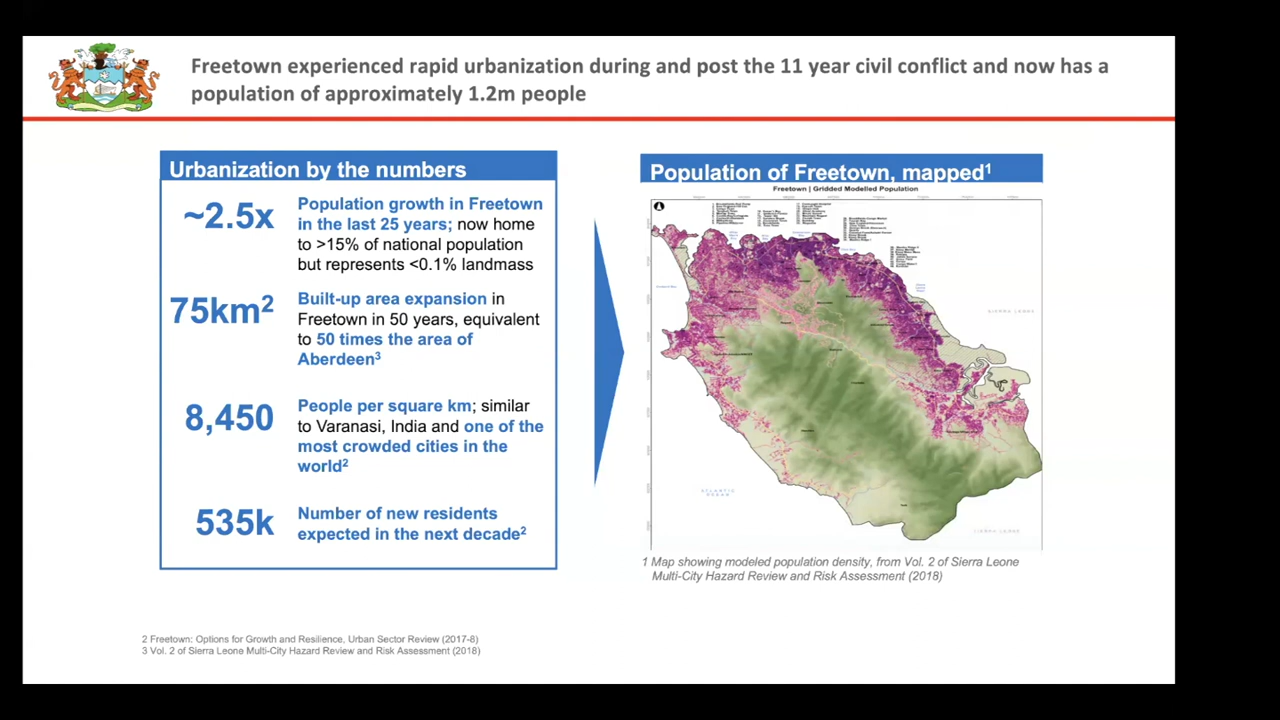 Freetown experienced rapid urbanization during and post the 11 year civil conflict and now has a
population of approximately 1.2m people
Urbanization by the numbers
~2.5x
Population growth in Freetown
in the last 25 years; now home
to >15% of national population
but represents <0.1% landmass
75km²
Built-up area expansion in
Freetown in 50 years, equivalent
to 50 times the area of
Aberdeen³
8,450
People per square km; similar
to Varanasi, India and one of the
most crowded cities in the
world²
535k
Number of new residents
expected in the next decade²
Population of Freetown, mapped¹
Freetown | Gridded Modelled Population
SIERRA LEONE
ATLANTIC
OCEAN
SIERRA LEONE
1 Map showing modeled population density, from Vol. 2 of Sierra Leone
Multi-City Hazard Review and Risk Assessment (2018)
2 Freetown: Options for Growth and Resilience, Urban Sector Review (2017-8)
3 Vol. 2 of Sierra Leone Multi-City Hazard Review and Risk Assessment (2018)